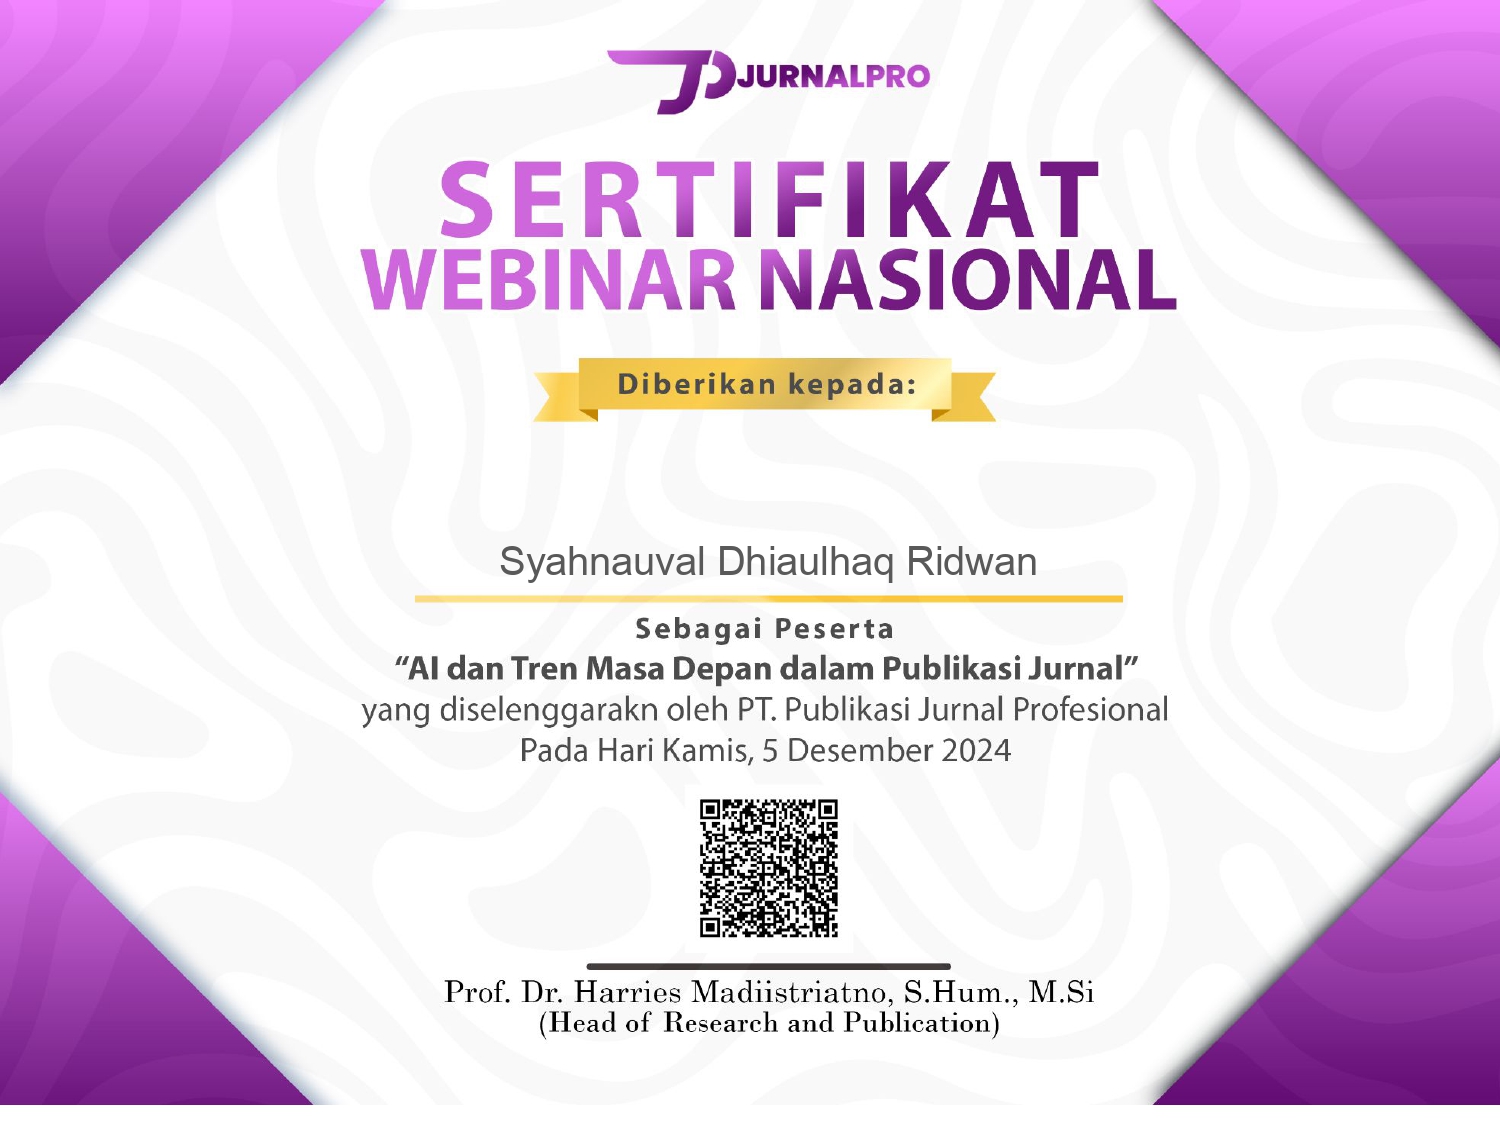 JURNALPRO
SERTIFIKAT
WEBINAR NASIONAL
Diberikan kepada:
Syahnauval Dhiaulhaq Ridwan
Sebagai Peserta
“AI dan Tren Masa Depan dalam Publikasi Jurnal”
yang diselenggarakn oleh PT. Publikasi Jurnal Profesional
Pada Hari Kamis, 5 Desember 2024
Prof. Dr. Harries Madiistriatno, S.Hum., M.Si
(Head of Research and Publication)